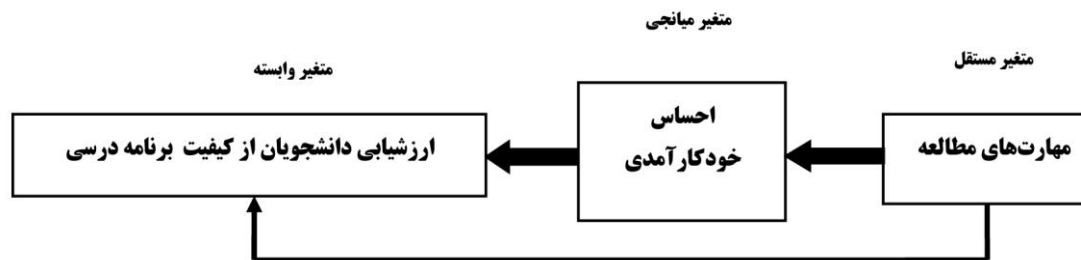 متغیر میانجی
متغیر مستقل
متغیر وابسته
احساس
خودکارآمدی
مهارت‌های مطالعه
ارزشیابی دانشجویان از کیفیت برنامه درسی